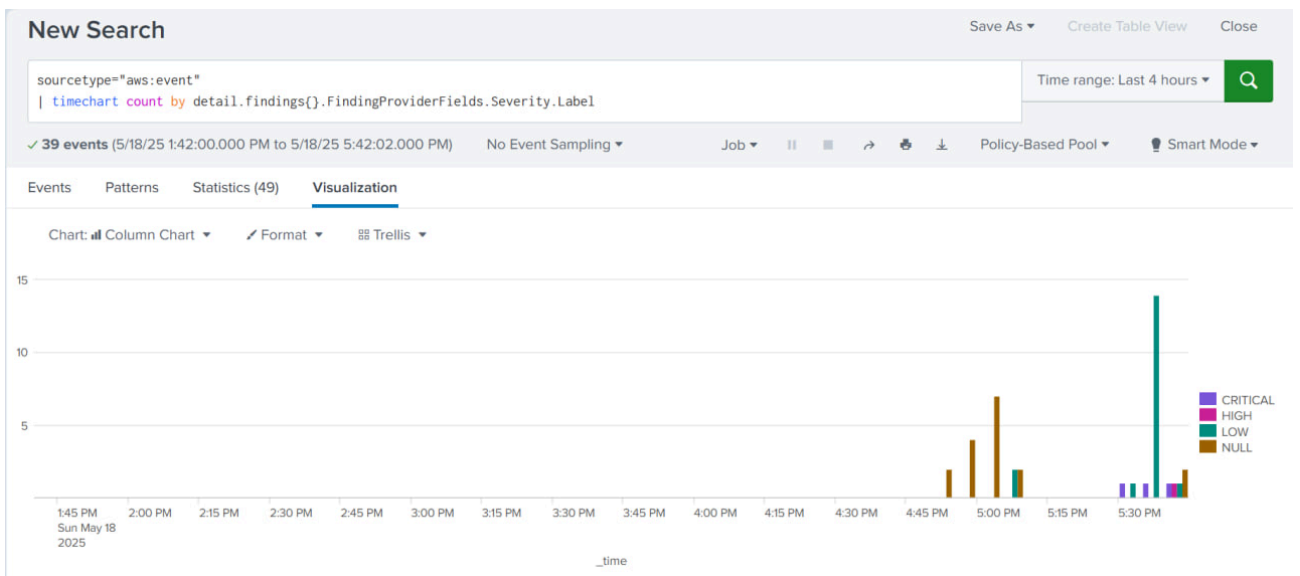 New Search
Save As
Create Table View
Close
sourcetype="aws:event"
| timechart count by detail.findings{}.FindingProviderFields.Severity.Label
Time range: Last 4 hours
39 events (5/18/25 1:42:00.000 PM to 5/18/25 5:42:02.000 PM)
No Event Sampling
Job
Policy-Based Pool
Smart Mode
Events
Patterns
Statistics (49)
Visualization
Chart: Column Chart
Format
Trellis
15
10
5
CRITICAL
HIGH
LOW
NULL
1:45 PM
Sun May 18
2025
2:00 PM
2:15 PM
2:30 PM
2:45 PM
3:00 PM
3:15 PM
3:30 PM
3:45 PM
4:00 PM
4:15 PM
4:30 PM
4:45 PM
5:00 PM
5:15 PM
5:30 PM
_time